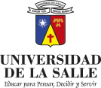 UNIVERSIDAD
DE LA SALLE
Educar para Pensar, Decidir y Servir